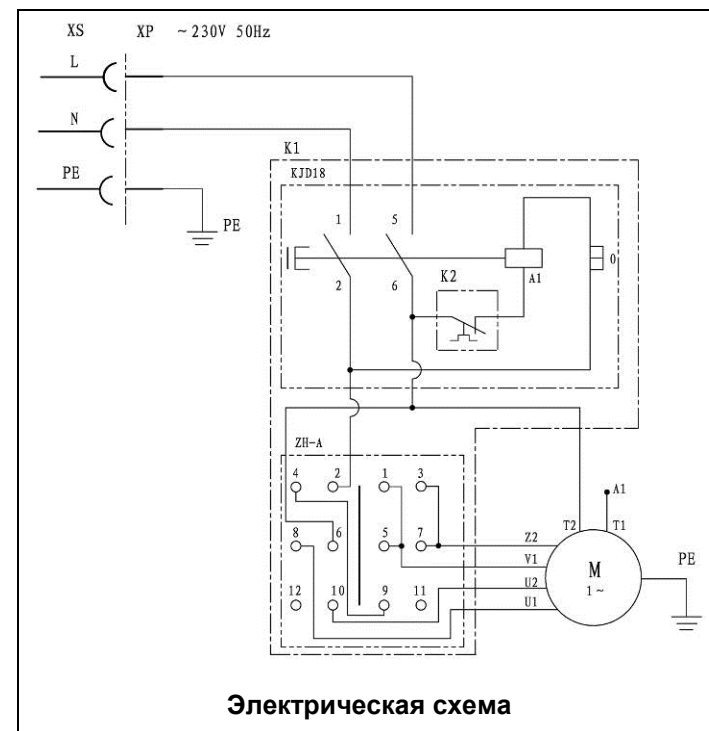 XS XP ~230V 50Hz
L
N
PE
PE
K1
KJD18
1 5
2 6
K2
A1
0
ZH-A
4 2 1 3
8 6 5 7
12 10 9 11
Z2
V1
U2
U1
T2 T1
A1
M
1~
PE
Электрическая схема